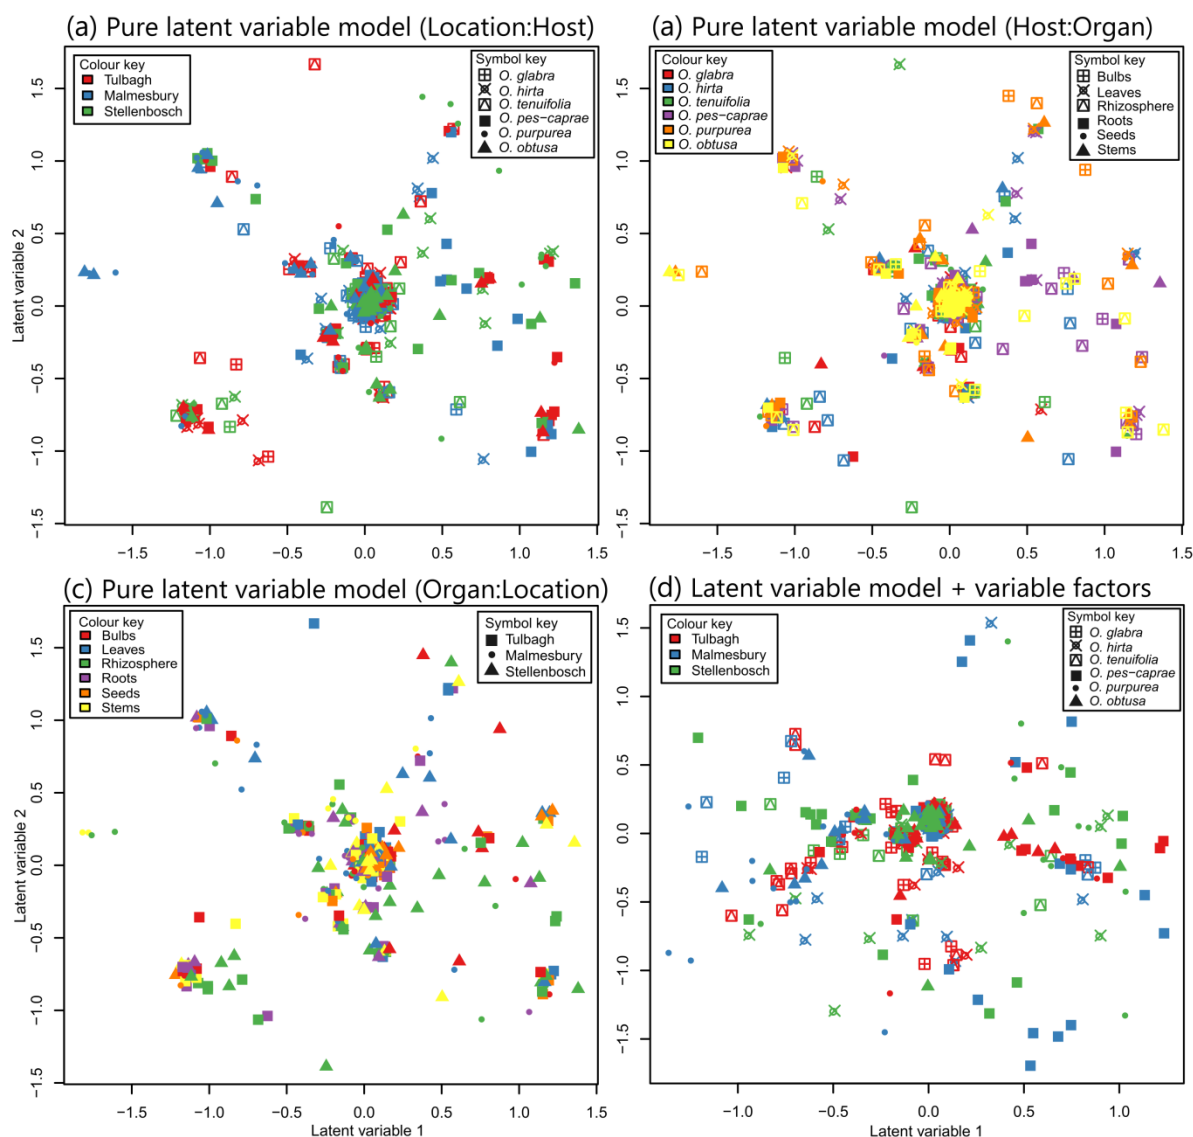 (a) Pure latent variable model (Location:Host)
Colour key
Tulbagh
Malmesbury
Stellenbosch
Symbol key
O. glabra
O. hirta
O. tenuifolia
O. pes-caprae
O. purpurea
O. obtusa
Latent variable 2
1.5
1.0
0.5
0.0
−0.5
−1.0
−1.5
−1.0
−0.5
0.0
0.5
1.0
1.5
(a) Pure latent variable model (Host:Organ)
Colour key
O. glabra
O. hirta
O. tenuifolia
O. pes-caprae
O. purpurea
O. obtusa
Symbol key
Bulbs
Leaves
Rhizosphere
Roots
Seeds
Stems
1.5
1.0
0.5
0.0
−0.5
−1.0
−1.5
−1.0
−0.5
0.0
0.5
1.0
1.5
(c) Pure latent variable model (Organ:Location)
Colour key
Bulbs
Leaves
Rhizosphere
Roots
Seeds
Stems
Symbol key
Tulbagh
Malmesbury
Stellenbosch
Latent variable 2
1.5
1.0
0.5
0.0
−0.5
−1.0
−1.5
−1.0
−0.5
0.0
0.5
1.0
1.5
Latent variable 1
(d) Latent variable model + variable factors
Colour key
Tulbagh
Malmesbury
Stellenbosch
Symbol key
O. glabra
O. hirta
O. tenuifolia
O. pes-caprae
O. purpurea
O. obtusa
1.5
1.0
0.5
0.0
−0.5
−1.0
−1.5
−1.0
−0.5
0.0
0.5
1.0
Latent variable 1